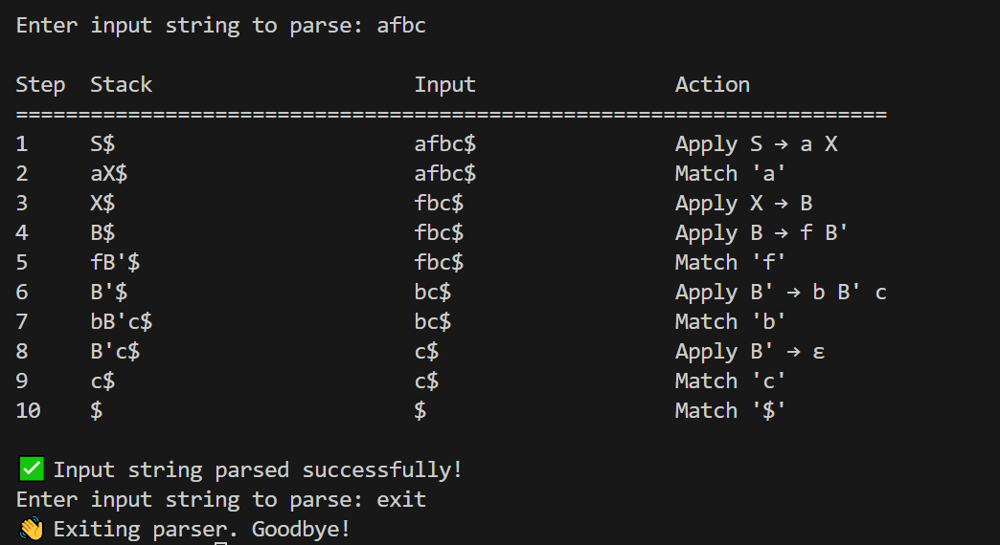 Enter input string to parse: afbc
Step  Stack                     Input                Action
======================================================================
1     S$                        afbc$                Apply S → a X
2     aX$                       afbc$                Match 'a'
3     X$                        fbc$                 Apply X → B
4     B$                        fbc$                 Apply B → f B'
5     fB'$                      fbc$                 Match 'f'
6     B'$                       bc$                  Apply B' → b B' c
7     bB'c$                     bc$                  Match 'b'
8     B'c$                      c$                   Apply B' → ε
9     c$                        c$                   Match 'c'
10    $                         $                    Match '$'
✅ Input string parsed successfully!
Enter input string to parse: exit
👋 Exiting parser. Goodbye!